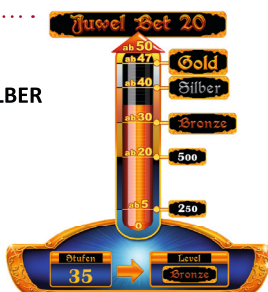 Juwel Bet 20
ab 50
ab 47 Gold
LBER
ab 40 Silber
ab 30 Bronze
ab 20 500
ab 5 250
0
Stufen Level
35 Bronze